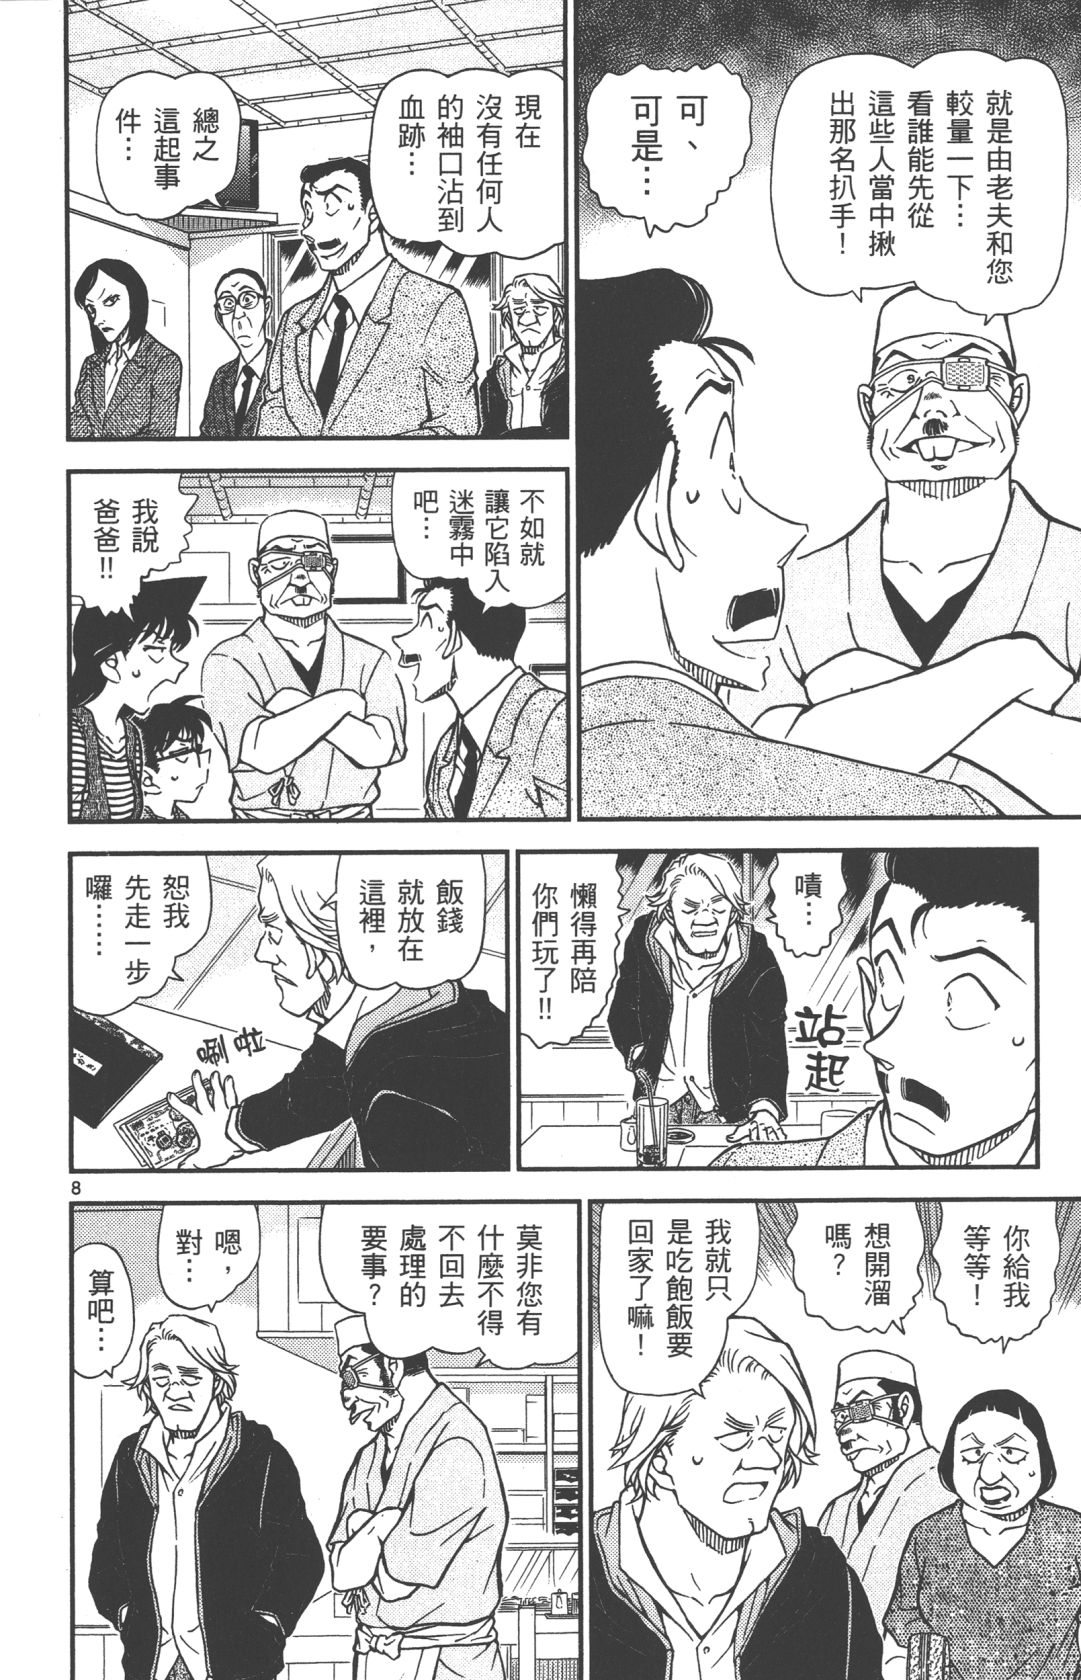 就是由老夫和您
較量一下…
看誰能先從
這些人當中揪
出那名扒手！
可、
可是…
現在
沒有任何人
的袖口沾到
血跡…
總之
這起事
件…
不如就
讓它陷入
迷霧中
吧…
我說
爸爸!!
嘖…
懶得再陪
你們玩了!!
站起
飯錢
就放在
這裡，
唰啦
恕我
先走一步
囉……
你給我
等等！
想開溜
嗎？
我就只
是吃飽飯要
回家了嘛！
莫非您有
什麼不得
不回去
處理的
要事？
嗯，
對…
算吧…
8